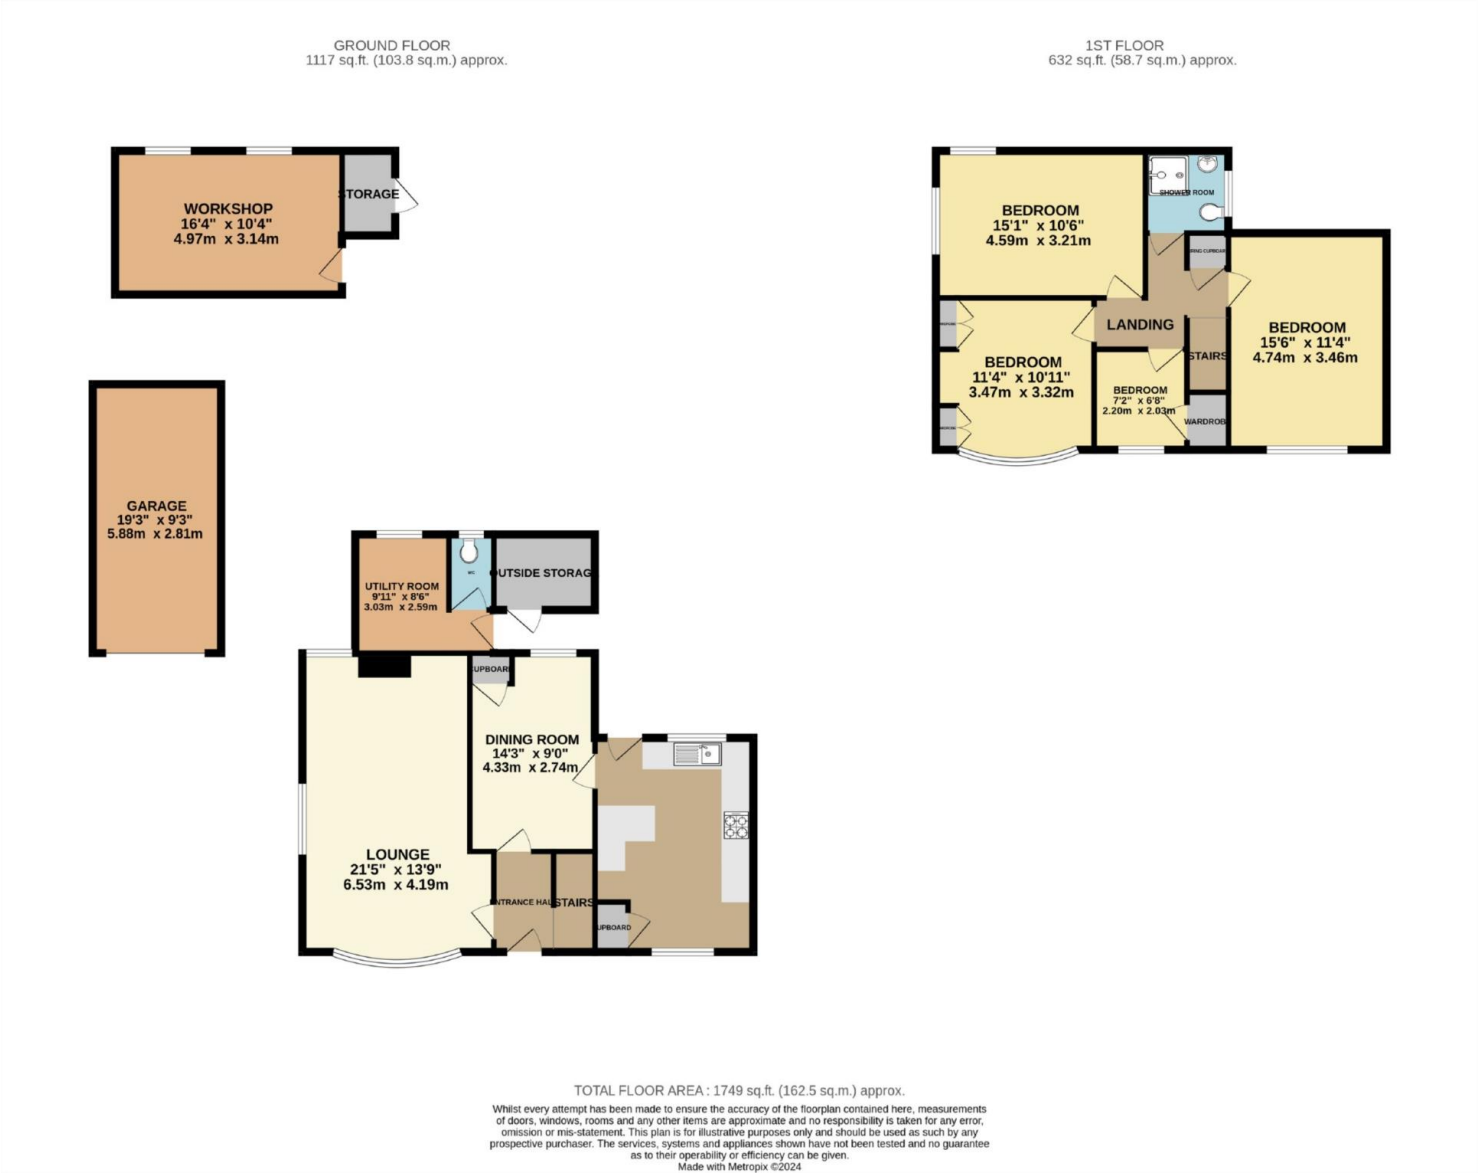 GROUND FLOOR
1117 sq.ft. (103.8 sq.m.) approx.
1ST FLOOR
632 sq.ft. (58.7 sq.m.) approx.
WORKSHOP
16'4" x 10'4"
4.97m x 3.14m
STORAGE
GARAGE
19'3" x 9'3"
5.88m x 2.81m
UTILITY ROOM
9'11" x 8'6"
3.03m x 2.59m
WC
OUTSIDE STORAG
UPBOAR
DINING ROOM
14'3" x 9'0"
4.33m x 2.74m
LOUNGE
21'5" x 13'9"
6.53m x 4.19m
NTRANCE HAL
STAIRS
UPBOARD
BEDROOM
15'1" x 10'6"
4.59m x 3.21m
SHOWER ROOM
RING CUPBOAR
LANDING
STAIRS
BEDROOM
15'6" x 11'4"
4.74m x 3.46m
BEDROOM
11'4" x 10'11"
3.47m x 3.32m
BEDROOM
7'2" x 6'8"
2.20m x 2.03m
WARDROB
TOTAL FLOOR AREA : 1749 sq.ft. (162.5 sq.m.) approx.
Whilst every attempt has been made to ensure the accuracy of the floorplan contained here, measurements
of doors, windows, rooms and any other items are approximate and no responsibility is taken for any error,
omission or mis-statement. This plan is for illustrative purposes only and should be used as such by any
prospective purchaser. The services, systems and appliances shown have not been tested and no guarantee
as to their operability or efficiency can be given.
Made with Metropix ©2024